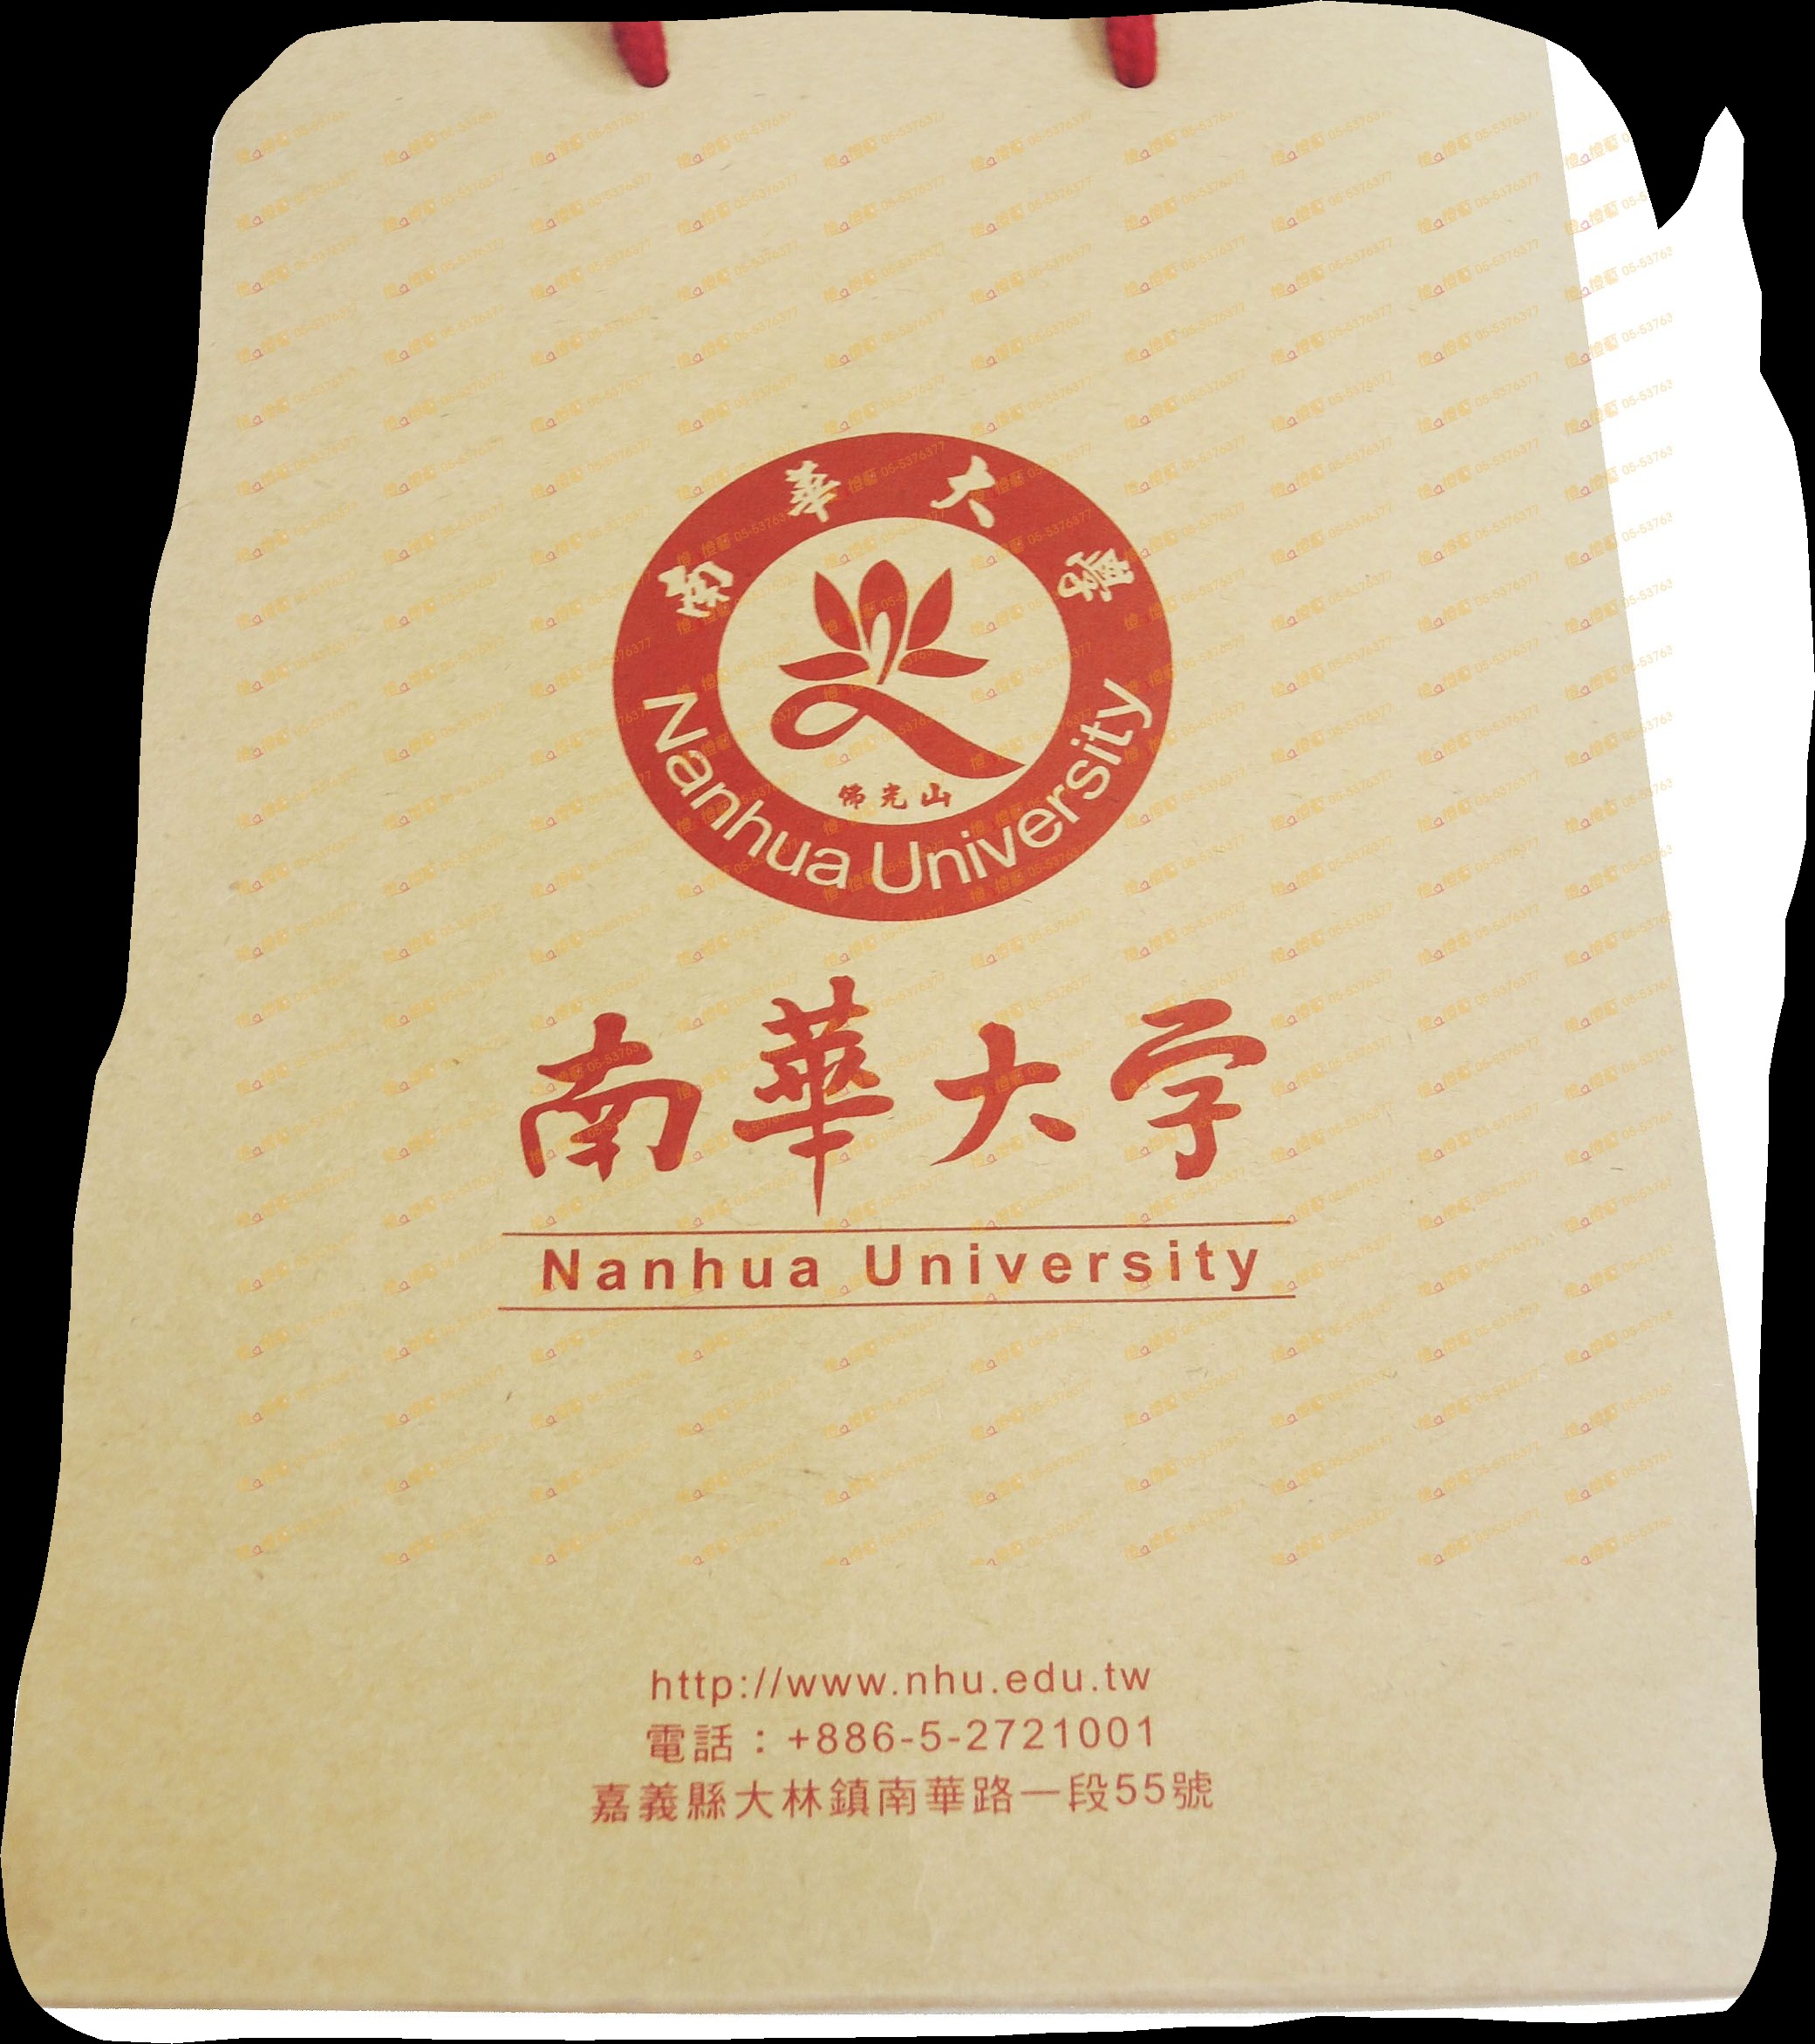 南華大學
佛光山
Nanhua University
南華大学
Nanhua University
http://www.nhu.edu.tw
電話：+886-5-2721001
嘉義縣大林鎮南華路一段55號
05-5376377